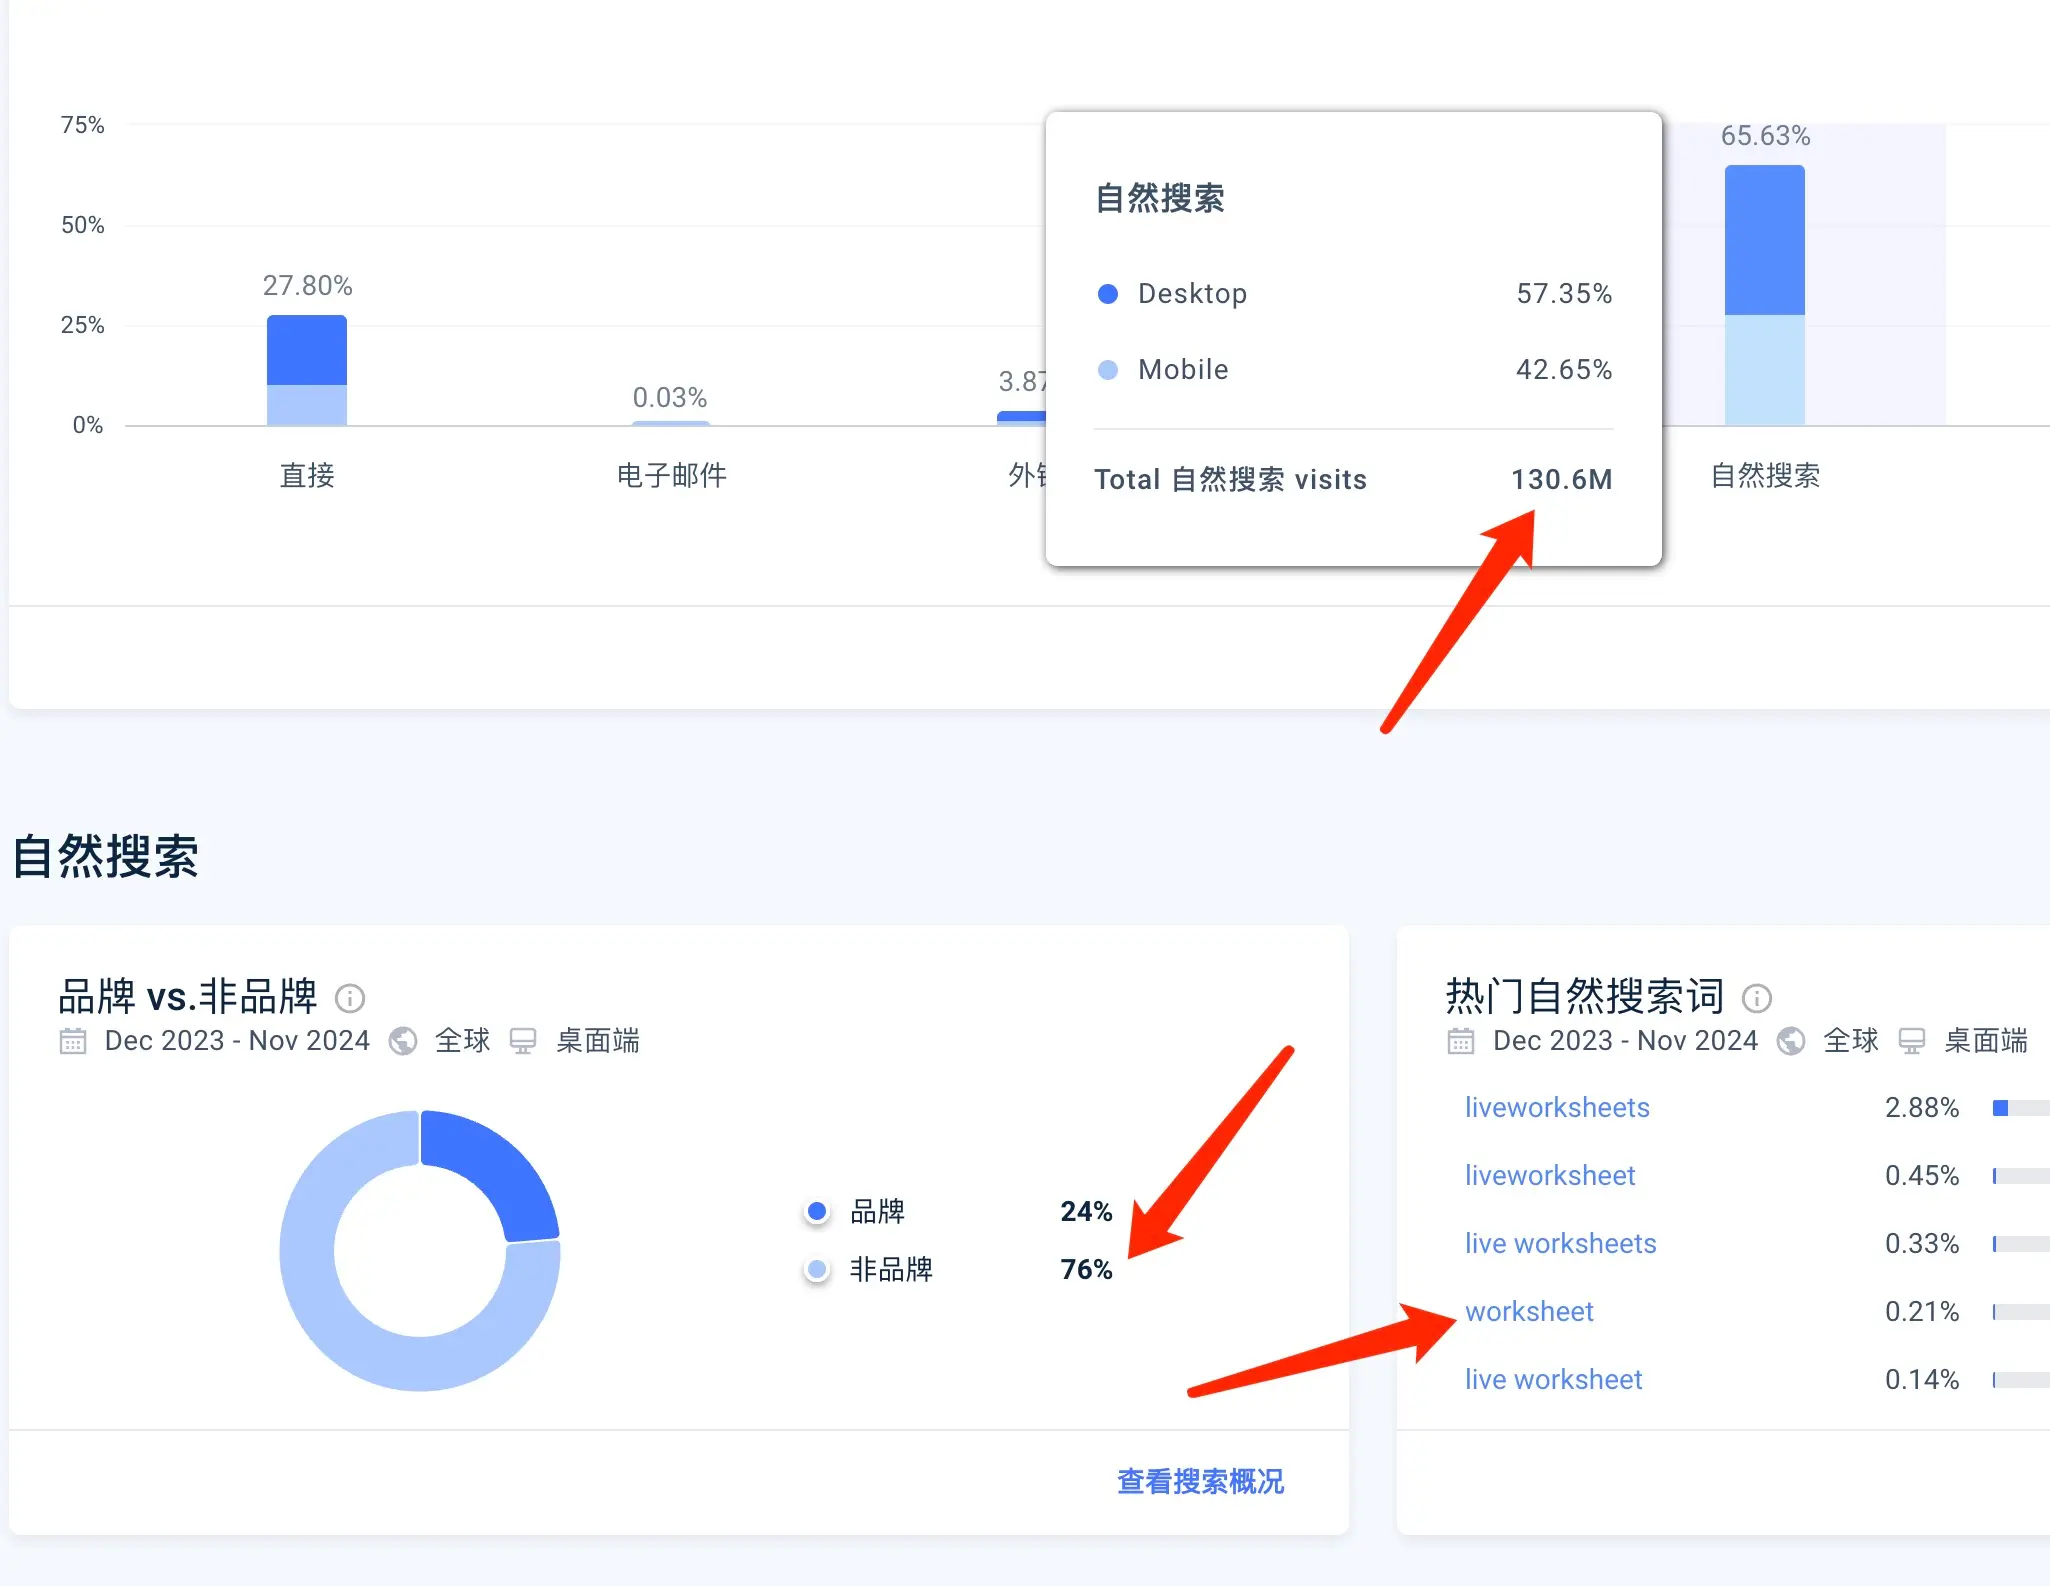 75%
50%
25%
0%
27.80%
0.03%
3.87
65.63%
直接
电子邮件
外
自然搜索
自然搜索
Desktop 57.35%
Mobile 42.65%
Total 自然搜索 visits 130.6M
自然搜索
品牌 vs.非品牌
Dec 2023 - Nov 2024 全球 桌面端
品牌 24%
非品牌 76%
查看搜索概况
热门自然搜索词
Dec 2023 - Nov 2024 全球 桌面端
liveworksheets 2.88%
liveworksheet 0.45%
live worksheets 0.33%
worksheet 0.21%
live worksheet 0.14%